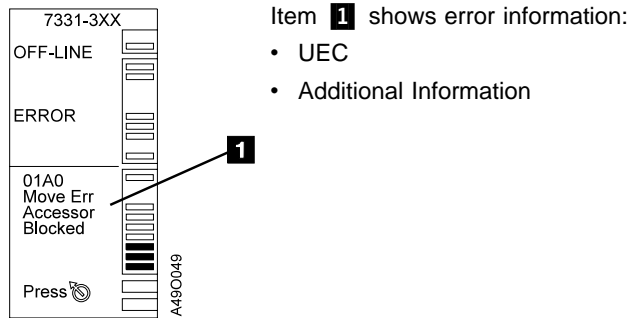 7331-3XX
OFF-LINE
ERROR
01A0
Move Err
Accessor
Blocked
Press
1
A49O049
Item 1 shows error information:
• UEC
• Additional Information